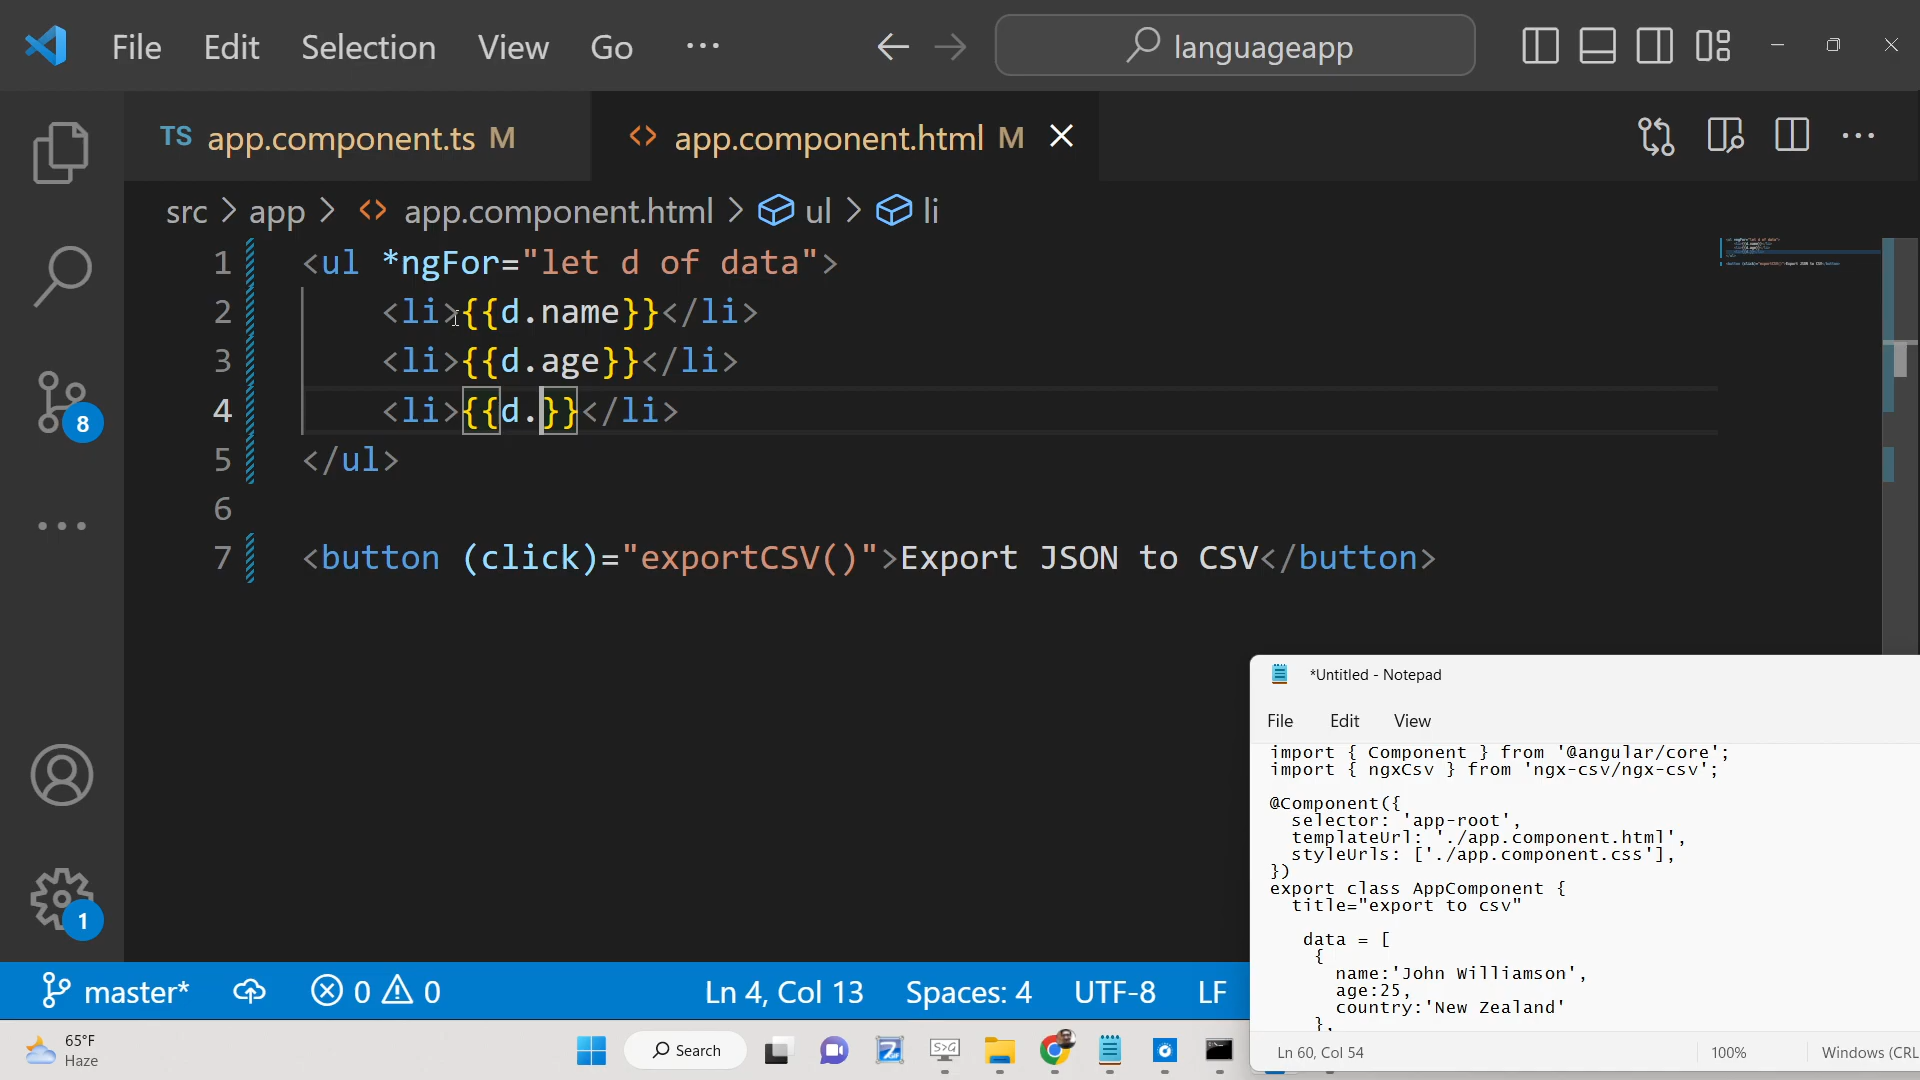 File Edit Selection View Go ··· languageapp
TS app.component.ts M <> app.component.html M
src > app > <> app.component.html > ul > li
1 <ul *ngFor="let d of data">
2 <li>{{d.name}}</li>
3 <li>{{d.age}}</li>
4 <li>{{d.}}</li>
5 </ul>
6
7 <button (click)="exportCSV()">Export JSON to CSV</button>
8
1
*Untitled - Notepad
File Edit View
import { Component } from '@angular/core';
import { ngxCsv } from 'ngx-csv/ngx-csv';
@Component({
selector: 'app-root',
templateUrl: './app.component.html',
styleUrls: ['./app.component.css'],
})
export class AppComponent {
title="export to csv"
data = [
{
name:'John Williamson',
age:25,
country:'New Zealand'
},
Ln 60, Col 54 100% Windows (CRL
master* 0 0 Ln 4, Col 13 Spaces: 4 UTF-8 LF
65°F
Haze
Search